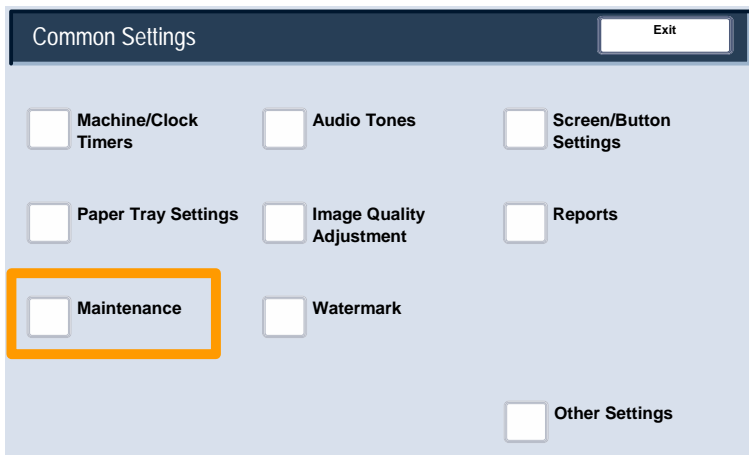 Common Settings
Exit
Machine/Clock
Timers
Audio Tones
Screen/Button
Settings
Paper Tray Settings
Image Quality
Adjustment
Reports
Maintenance
Watermark
Other Settings